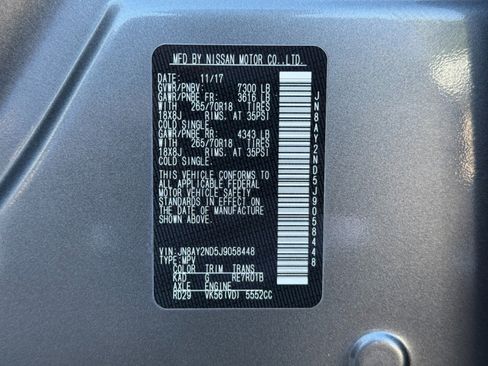 MFD BY NISSAN MOTOR CO.,LTD.
DATE: 11/17
GVWR/PNBV: 7300 LB
GAWR/PNBE FR: 3616 LB
WITH 265/70R18 TIRES
18X8J RIMS, AT 35PSI
COLD SINGLE
GAWR/PNBE RR: 4343 LB
WITH 265/70R18 TIRES
18X8J RIMS, AT 35PSI
COLD SINGLE:
THIS VEHICLE CONFORMS TO
ALL APPLICABLE FEDERAL
MOTOR VEHICLE SAFETY
STANDARDS IN EFFECT ON
THE DATE OF MANUFACTURE
SHOWN ABOVE.
VIN: JN8AY2ND5J9058448
TYPE:MPV
COLOR TRIM TRANS
KAD G RE7R01B
AXLE ENGINE
RD29 VK56(VD) 5552CC
JN8AY2ND5J9058448